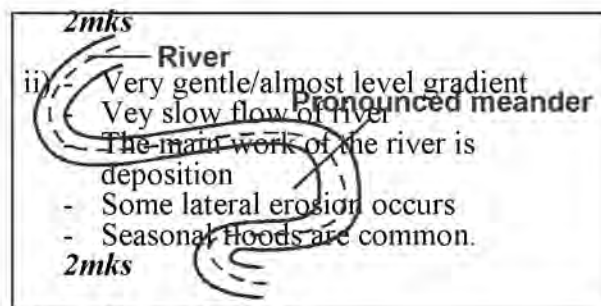 2mks
River
ii) - Very gentle/almost level gradient
- Vey slow flow of river
Pronounced meander
- The main work of the river is
deposition
- Some lateral erosion occurs
- Seasonal floods are common.
2mks